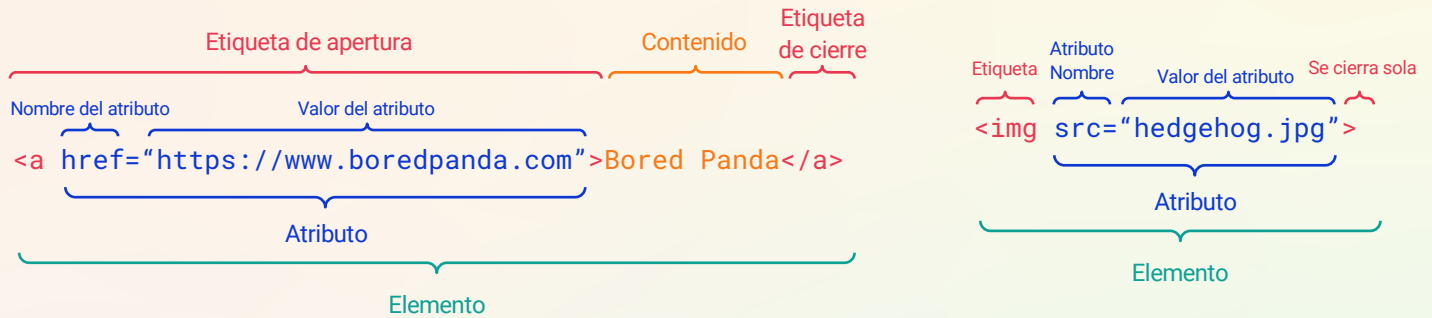 Etiqueta de apertura
Contenido
Etiqueta
de cierre
Nombre del atributo
Valor del atributo
<a href=“https://www.boredpanda.com”>Bored Panda</a>
Atributo
Elemento
Etiqueta
Atributo
Nombre
Valor del atributo
Se cierra sola
<img src=“hedgehog.jpg”>
Atributo
Elemento